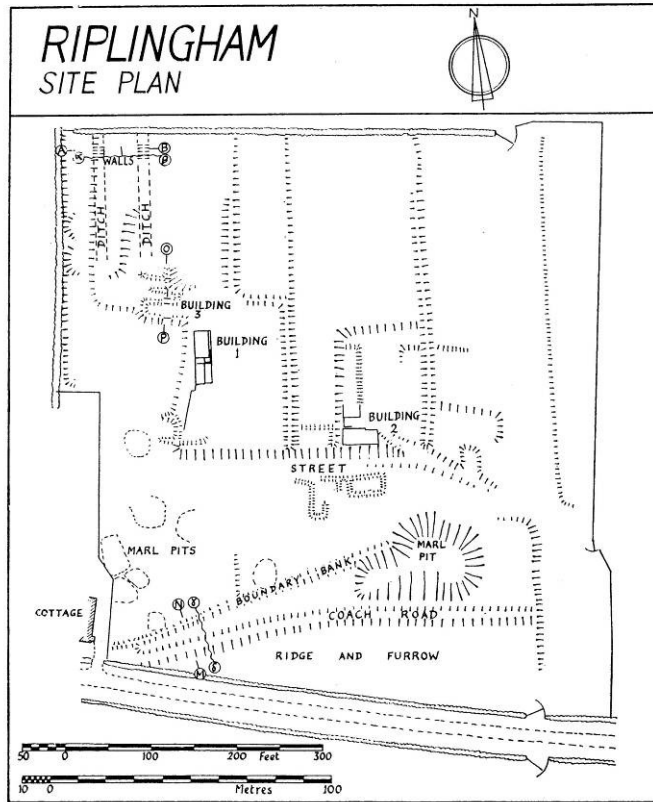 RIPLINGHAM
SITE PLAN
N
A
B
WALLS
DITCH
DITCH
O
BUILDING
3
P
BUILDING
1
BUILDING
2
STREET
MARL PITS
MARL
PIT
BOUNDARY BANK
COTTAGE
N
COACH ROAD
M
RIDGE AND FURROW
50 0 100 200 Feet 300
10 0 Metres 100